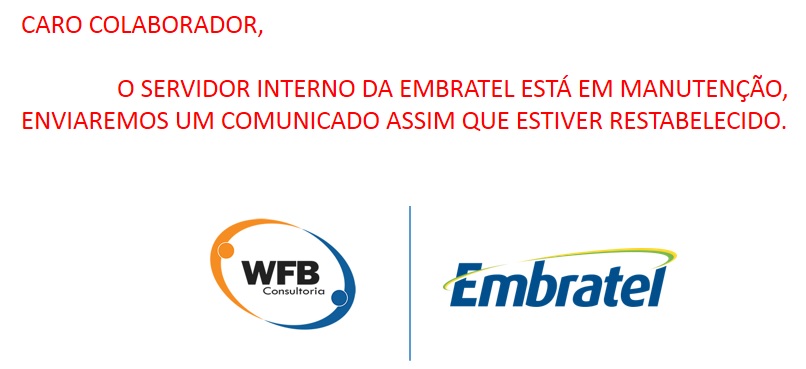 CARO COLABORADOR,
O SERVIDOR INTERNO DA EMBRATEL ESTÁ EM MANUTENÇÃO,
ENVIAREMOS UM COMUNICADO ASSIM QUE ESTIVER RESTABELECIDO.
WFB
Consultoria
Embratel